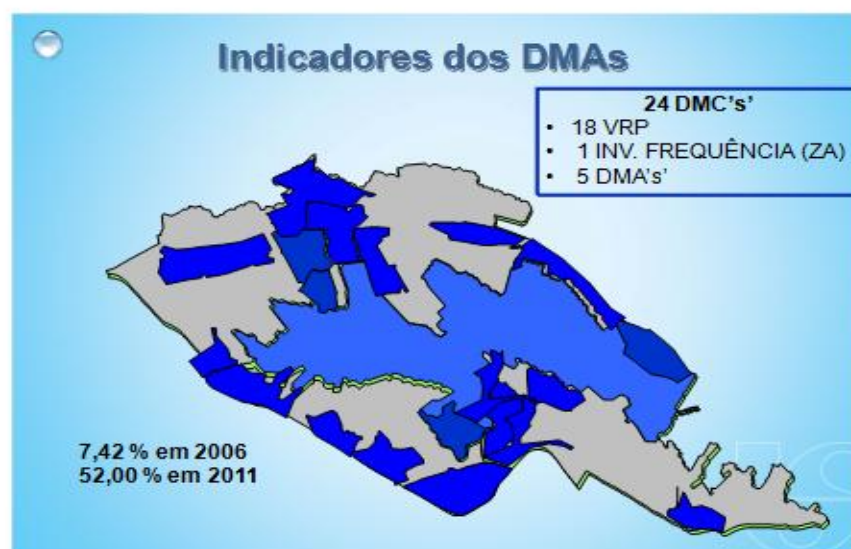 Indicadores dos DMAs
24 DMC's'
• 18 VRP
• 1 INV. FREQUÊNCIA (ZA)
• 5 DMA's'
7,42 % em 2006
52,00 % em 2011